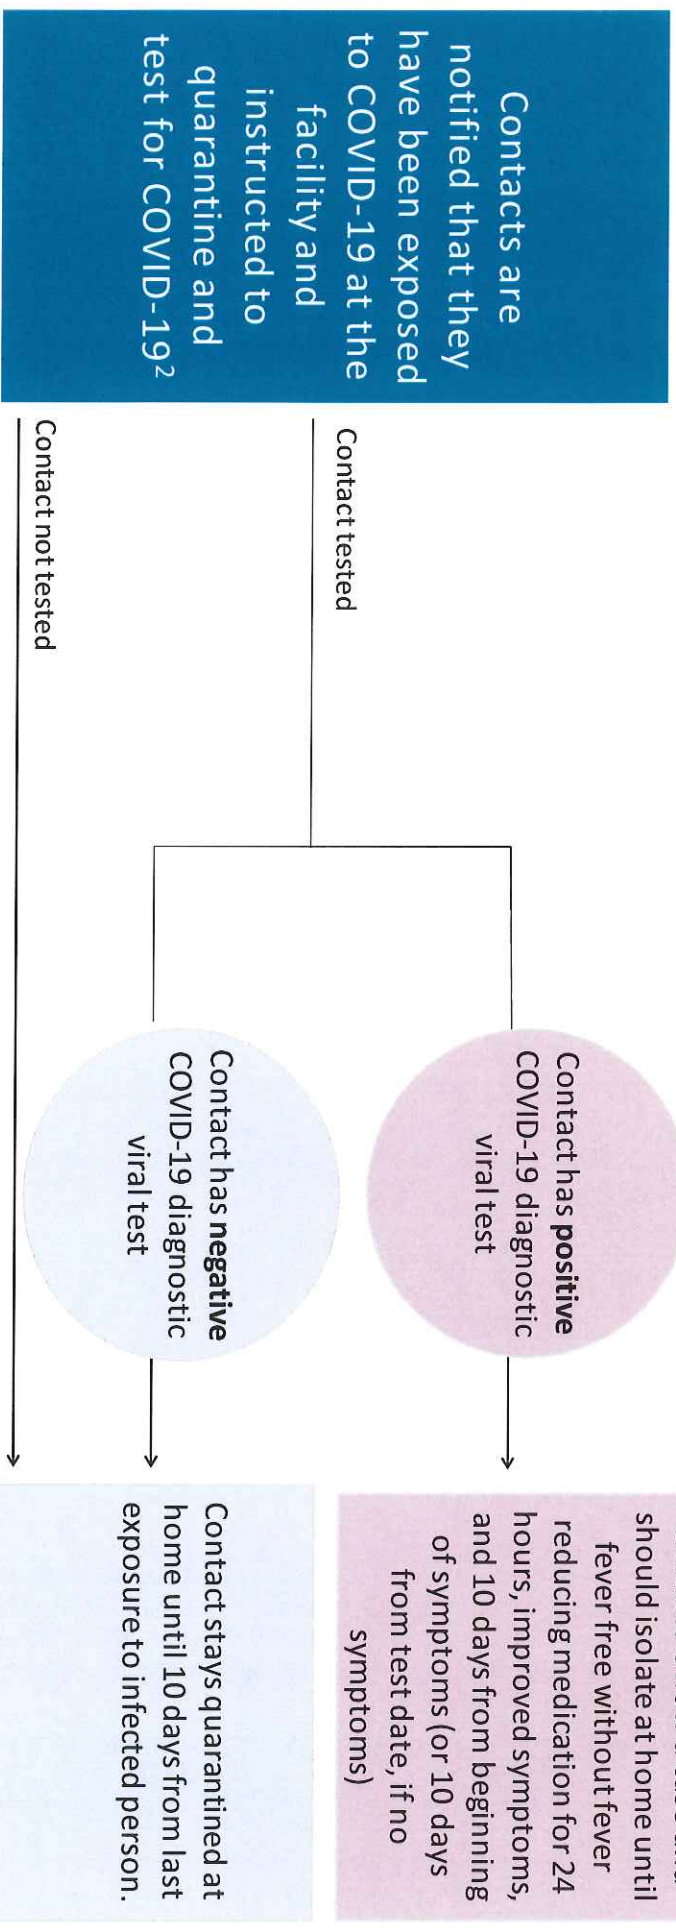 Contacts are
notified that they
have been exposed
to COVID-19 at the
facility and
instructed to
quarantine and
test for COVID-19²
Contact tested
Contact not tested
Contact has positive
COVID-19 diagnostic
viral test
Contact has negative
COVID-19 diagnostic
viral test
should isolate at home until
fever free without fever
reducing medication for 24
hours, improved symptoms,
and 10 days from beginning
of symptoms (or 10 days
from test date, if no
symptoms)
Contact stays quarantined at
home until 10 days from last
exposure to infected person.